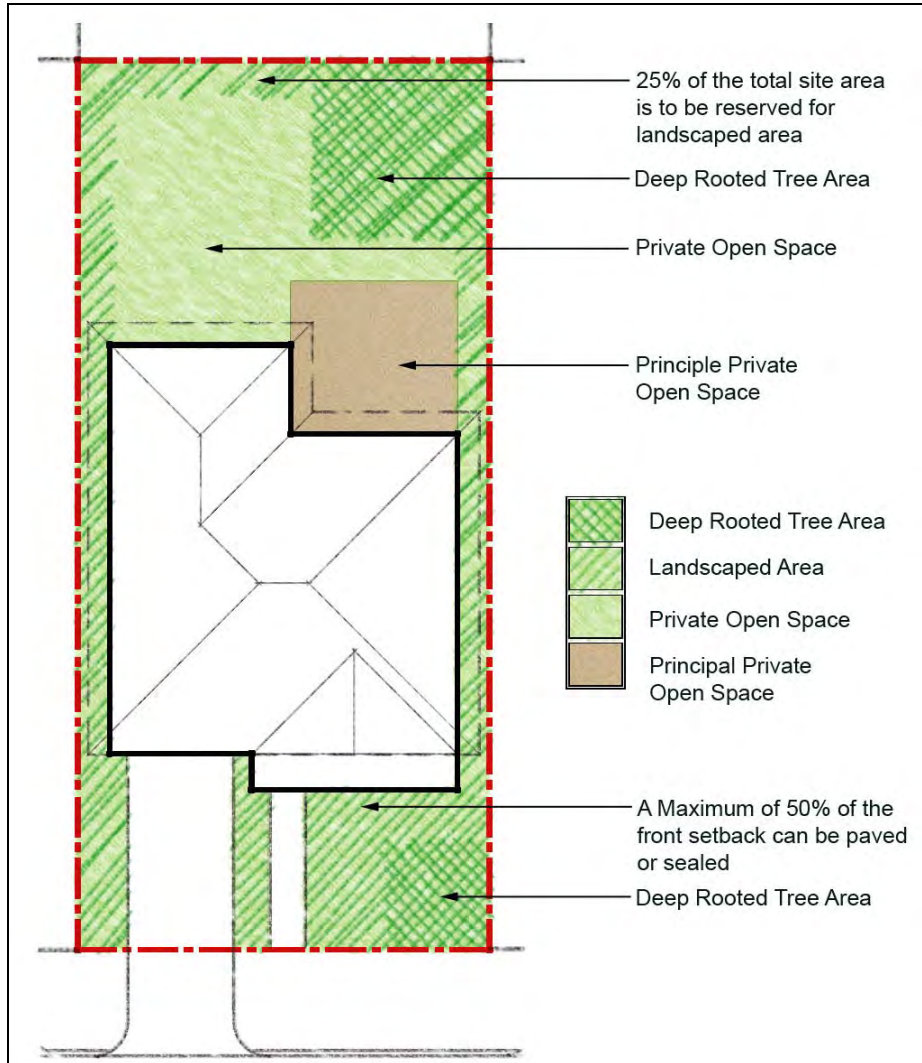 25% of the total site area
is to be reserved for
landscaped area
Deep Rooted Tree Area
Private Open Space
Principle Private
Open Space
Deep Rooted Tree Area
Landscaped Area
Private Open Space
Principal Private
Open Space
A Maximum of 50% of the
front setback can be paved
or sealed
Deep Rooted Tree Area